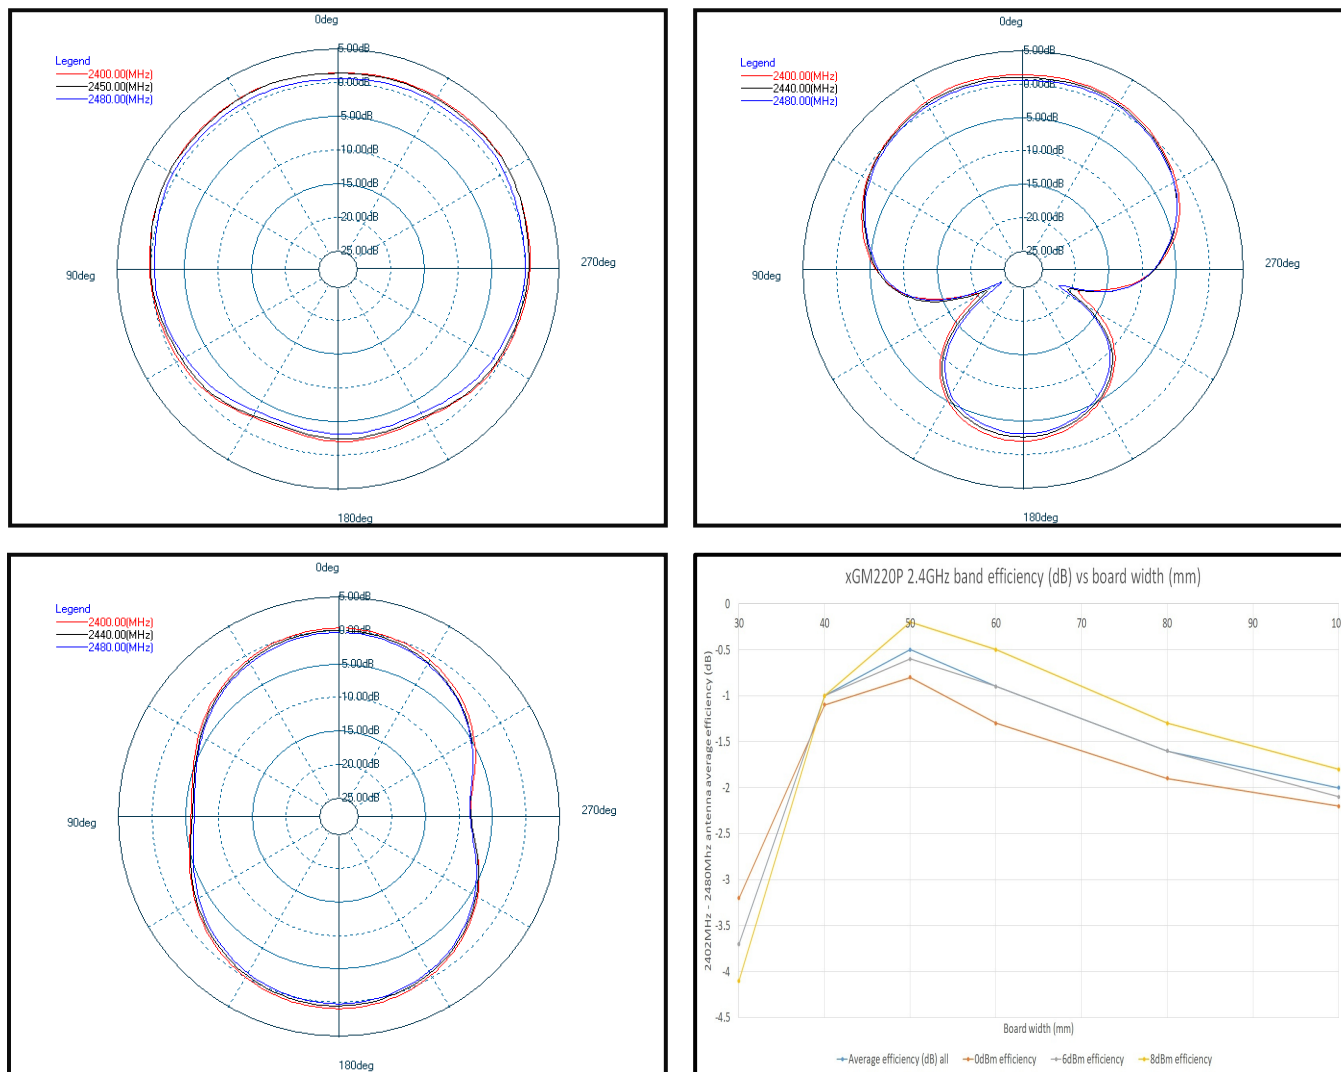 0deg
Legend
2400.00(MHz)
2450.00(MHz)
2480.00(MHz)
5.00dB
0.00dB
5.00dB
10.00dB
15.00dB
20.00dB
25.00dB
90deg
270deg
180deg
0deg
Legend
2400.00(MHz)
2440.00(MHz)
2480.00(MHz)
5.00dB
0.00dB
5.00dB
10.00dB
15.00dB
20.00dB
25.00dB
90deg
270deg
180deg
0deg
Legend
2400.00(MHz)
2440.00(MHz)
2480.00(MHz)
5.00dB
0.00dB
5.00dB
10.00dB
15.00dB
20.00dB
25.00dB
90deg
270deg
180deg
xGM220P 2.4GHz band efficiency (dB) vs board width (mm)
0
30 40 50 60 70 80 90 10
-0.5
-1
-1.5
-2
-2.5
-3
-3.5
-4
-4.5
2402MHz - 2480Mhz antenna average efficiency (dB)
Board width (mm)
Average efficiency (dB) all 0dBm efficiency 6dBm efficiency 8dBm efficiency